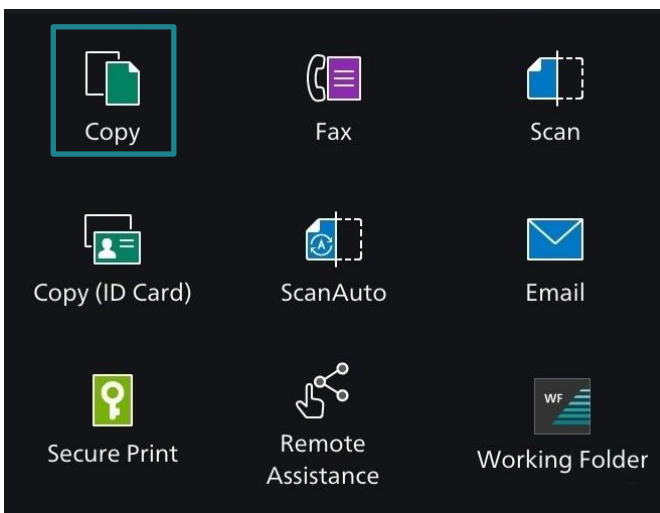 Copy
Fax
Scan
Copy (ID Card)
A
ScanAuto
Email
WF
Secure Print
Remote
Assistance
Working Folder